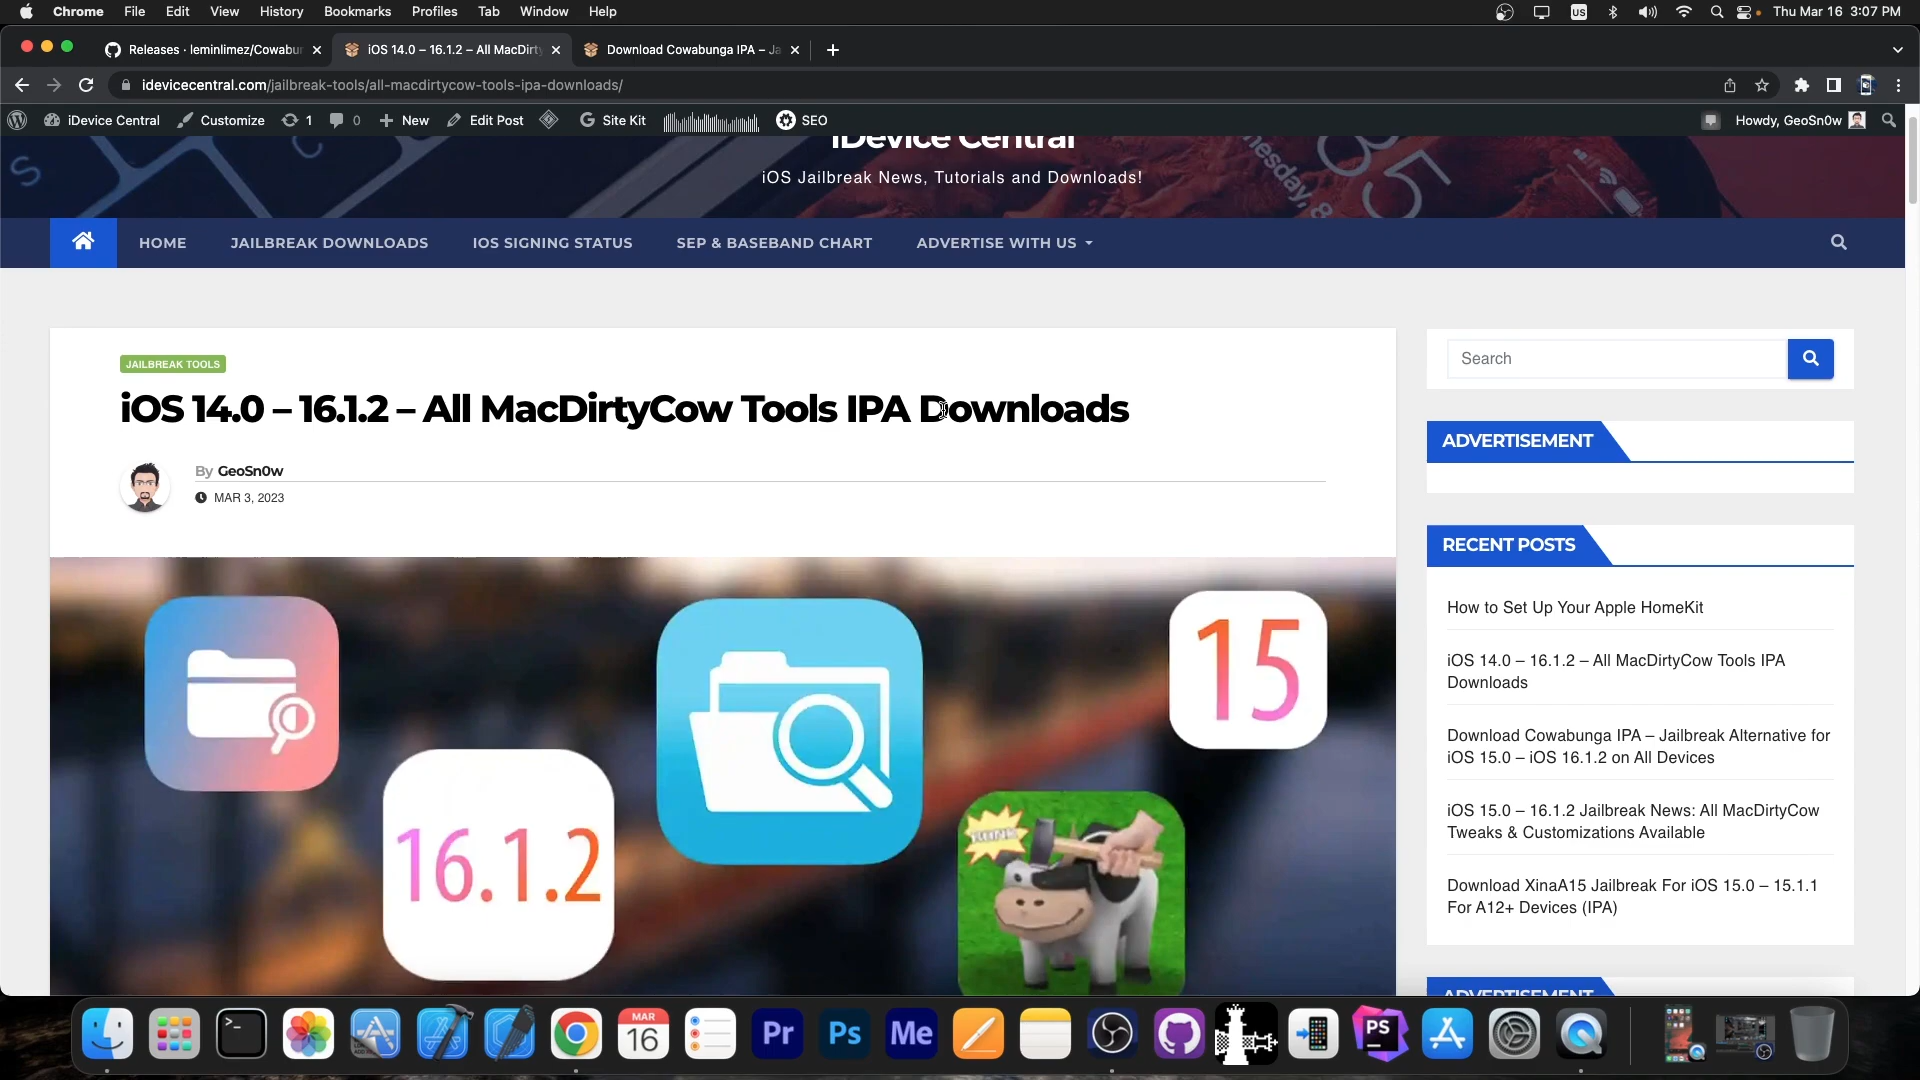 Chrome File Edit View History Bookmarks Profiles Tab Window Help US Thu Mar 16 3:07 PM
Releases · leminlimez/Cowabun iOS 14.0 – 16.1.2 – All MacDirty Download Cowabunga IPA – Ja
idevicecentral.com/jailbreak-tools/all-macdirtycow-tools-ipa-downloads/
iDevice Central Customize 1 0 New Edit Post Site Kit SEO Howdy, GeoSn0w
iDevice Central
iOS Jailbreak News, Tutorials and Downloads!
HOME JAILBREAK DOWNLOADS IOS SIGNING STATUS SEP & BASEBAND CHART ADVERTISE WITH US
JAILBREAK TOOLS
iOS 14.0 – 16.1.2 – All MacDirtyCow Tools IPA Downloads
By GeoSn0w
MAR 3, 2023
15
16.1.2
Search
ADVERTISEMENT
RECENT POSTS
How to Set Up Your Apple HomeKit
iOS 14.0 – 16.1.2 – All MacDirtyCow Tools IPA
Downloads
Download Cowabunga IPA – Jailbreak Alternative for
iOS 15.0 – iOS 16.1.2 on All Devices
iOS 15.0 – 16.1.2 Jailbreak News: All MacDirtyCow
Tweaks & Customizations Available
Download XinaA15 Jailbreak For iOS 15.0 – 15.1.1
For A12+ Devices (IPA)
ADVERTISEMENT
MAR
16
Pr Ps Me PS